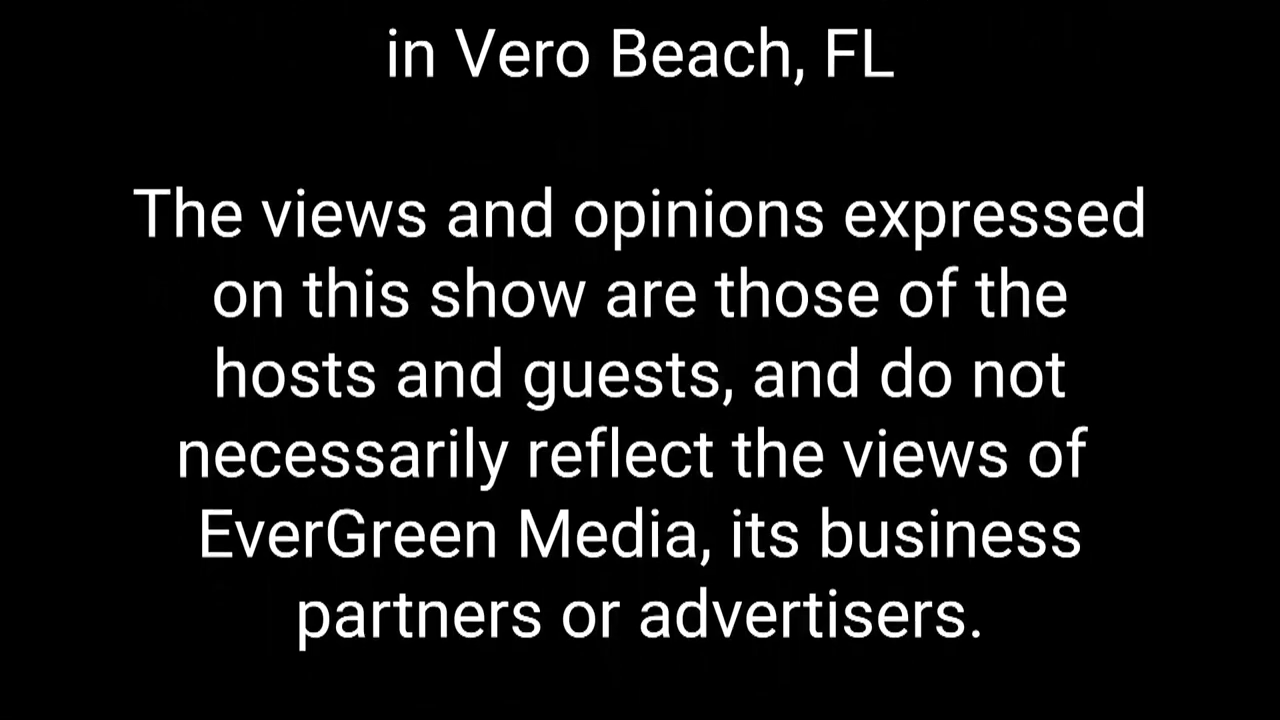 in Vero Beach, FL
The views and opinions expressed
on this show are those of the
hosts and guests, and do not
necessarily reflect the views of
EverGreen Media, its business
partners or advertisers.